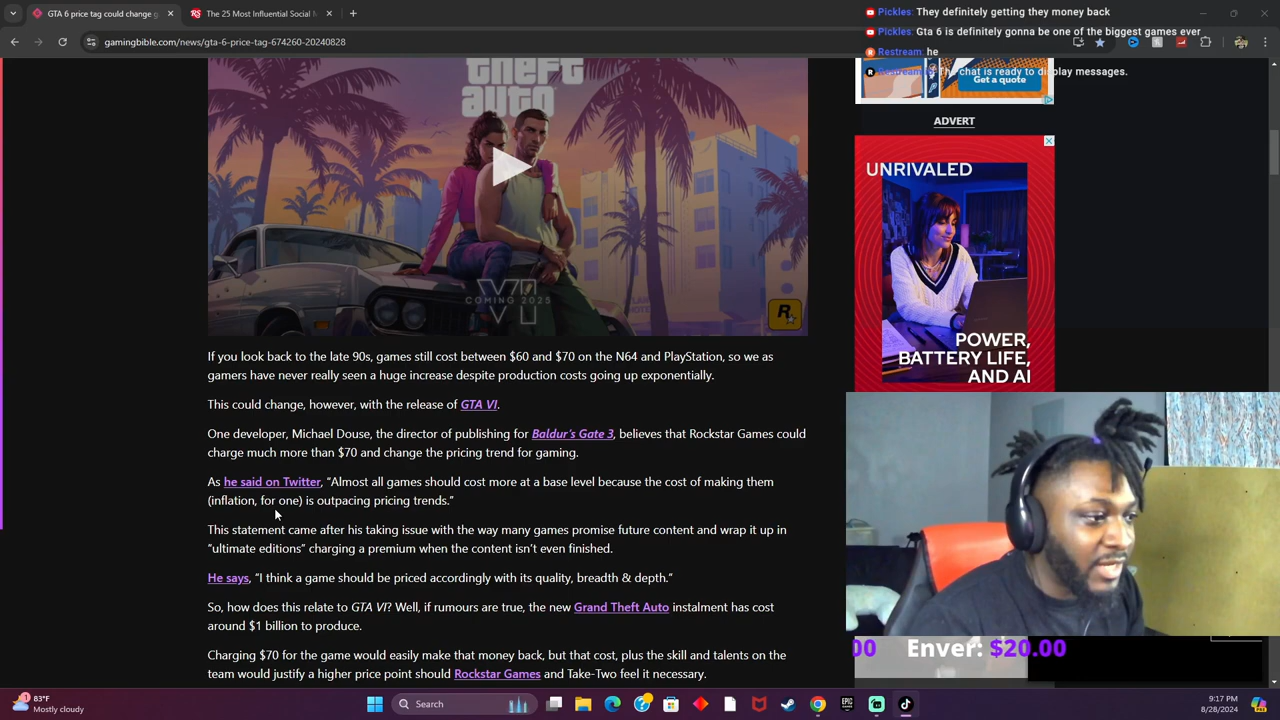 GTA 6 price tag could change g
The 25 Most Influential Social M
gamingbible.com/news/gta-6-price-tag-674260-20240828
Pickles: They definitely getting they money back
Pickles: Gta 6 is definitely gonna be one of the biggest games ever
Restream: he
The chat is ready to display messages.
Get a quote
ADVERT
theft
auto
VI
COMING 2025
R
UNRIVALED
POWER,
BATTERY LIFE,
AND AI
If you look back to the late 90s, games still cost between $60 and $70 on the N64 and PlayStation, so we as
gamers have never really seen a huge increase despite production costs going up exponentially.
This could change, however, with the release of GTA VI.
One developer, Michael Douse, the director of publishing for Baldur's Gate 3, believes that Rockstar Games could
charge much more than $70 and change the pricing trend for gaming.
As he said on Twitter, “Almost all games should cost more at a base level because the cost of making them
(inflation, for one) is outpacing pricing trends.”
This statement came after his taking issue with the way many games promise future content and wrap it up in
“ultimate editions” charging a premium when the content isn't even finished.
He says, “I think a game should be priced accordingly with its quality, breadth & depth.”
So, how does this relate to GTA VI? Well, if rumours are true, the new Grand Theft Auto instalment has cost
around $1 billion to produce.
Charging $70 for the game would easily make that money back, but that cost, plus the skill and talents on the
team would justify a higher price point should Rockstar Games and Take-Two feel it necessary.
00 Enver: $20.00
83°F
Mostly cloudy
Search
9:17 PM
8/28/2024